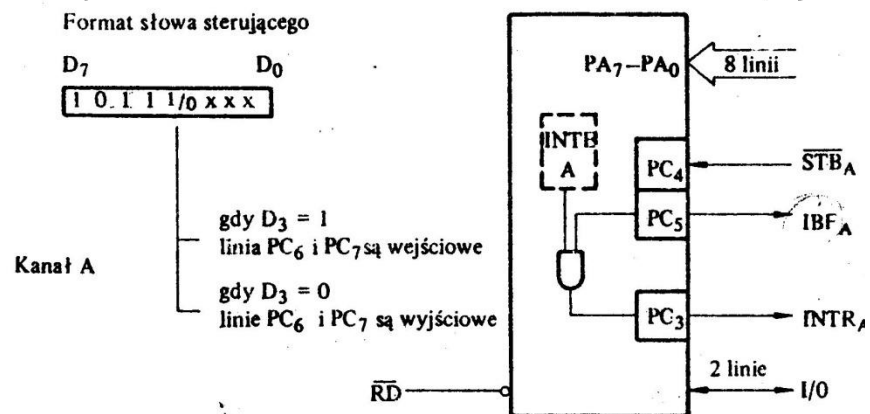 Format słowa sterującego
D7 D0
1 0 1 1 1/0 x x x
gdy D3 = 1
linia PC6 i PC7 są wejściowe
Kanał A
gdy D3 = 0
linie PC6 i PC7 są wyjściowe
PA7–PA0
8 linii
INTE
A
PC4
STBA
PC5
IBFA
PC3
INTRA
2 linie
RD
I/0